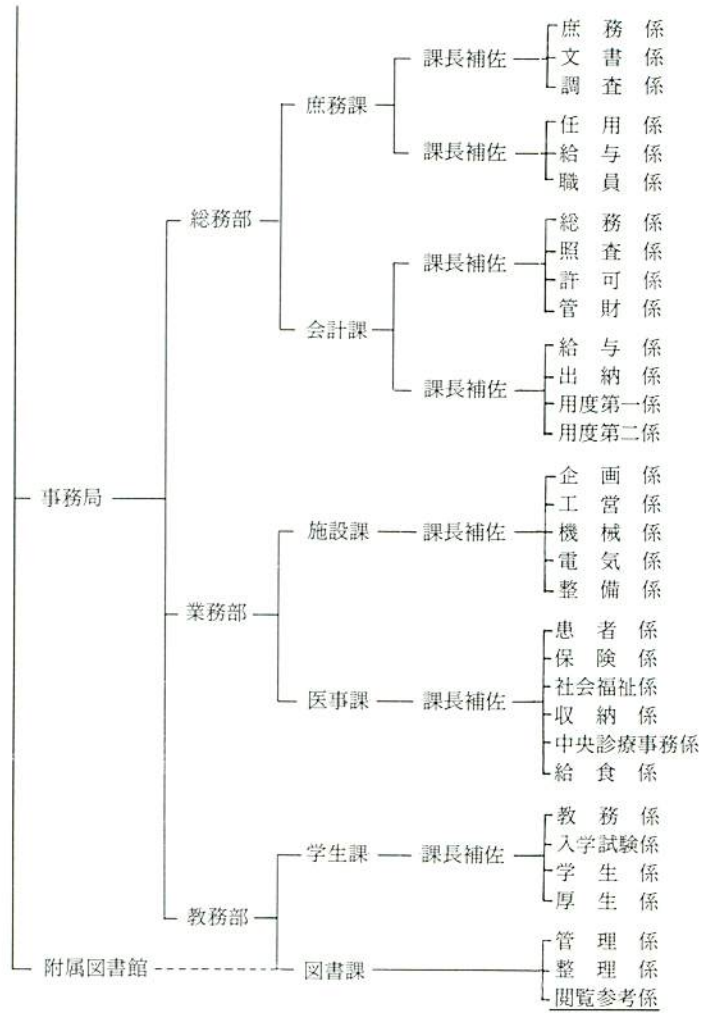 庶務係
課長補佐
文書係
調査係
庶務課
任用係
課長補佐
給与係
職員係
総務部
総務係
課長補佐
照査係
許可係
管財係
会計課
給与係
課長補佐
出納係
用度第一係
用度第二係
事務局
企画係
工営係
施設課
課長補佐
機械係
電気係
整備係
業務部
患者係
保険係
社会福祉係
医事課
課長補佐
収納係
中央診療事務係
給食係
教務係
学生課
課長補佐
入学試験係
学生係
厚生係
教務部
管理係
附属図書館
図書課
整理係
閲覧参考係